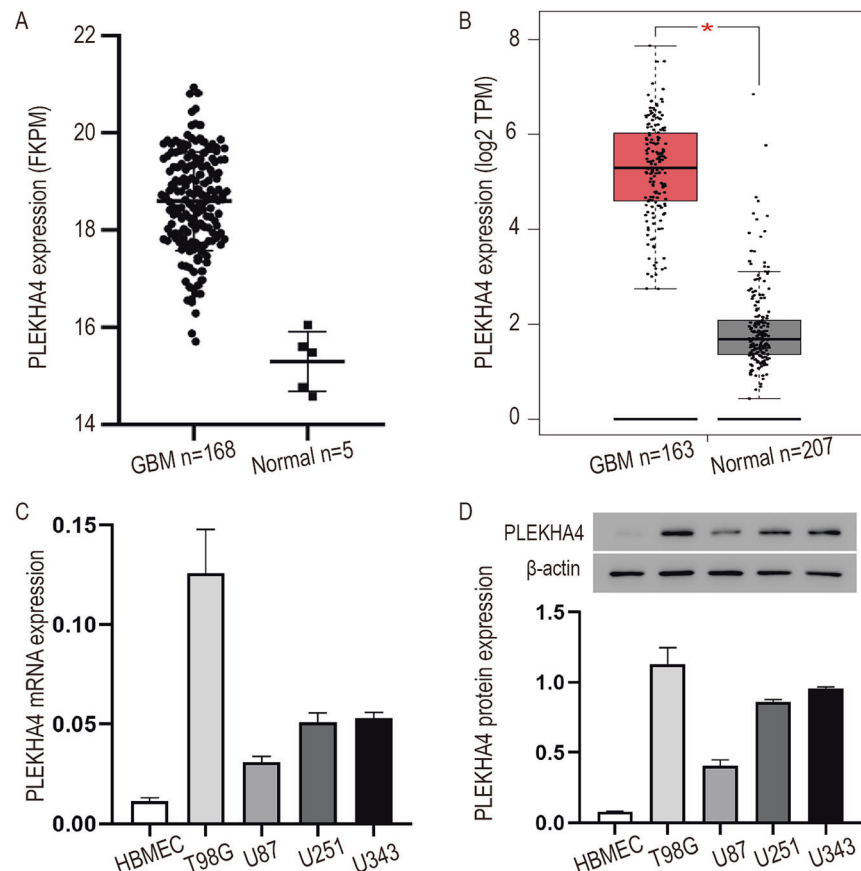 A
PLEKHA4 expression (FKPM)
22
20
18
16
14
GBM n=168
Normal n=5
B
PLEKHA4 expression (log2 TPM)
8
6
4
2
0
*
GBM n=163
Normal n=207
C
PLEKHA4 mRNA expression
0.15
0.10
0.05
0.00
HBMEC
T98G
U87
U251
U343
D
PLEKHA4
β-actin
PLEKHA4 protein expression
1.5
1.0
0.5
0.0
HBMEC
T98G
U87
U251
U343